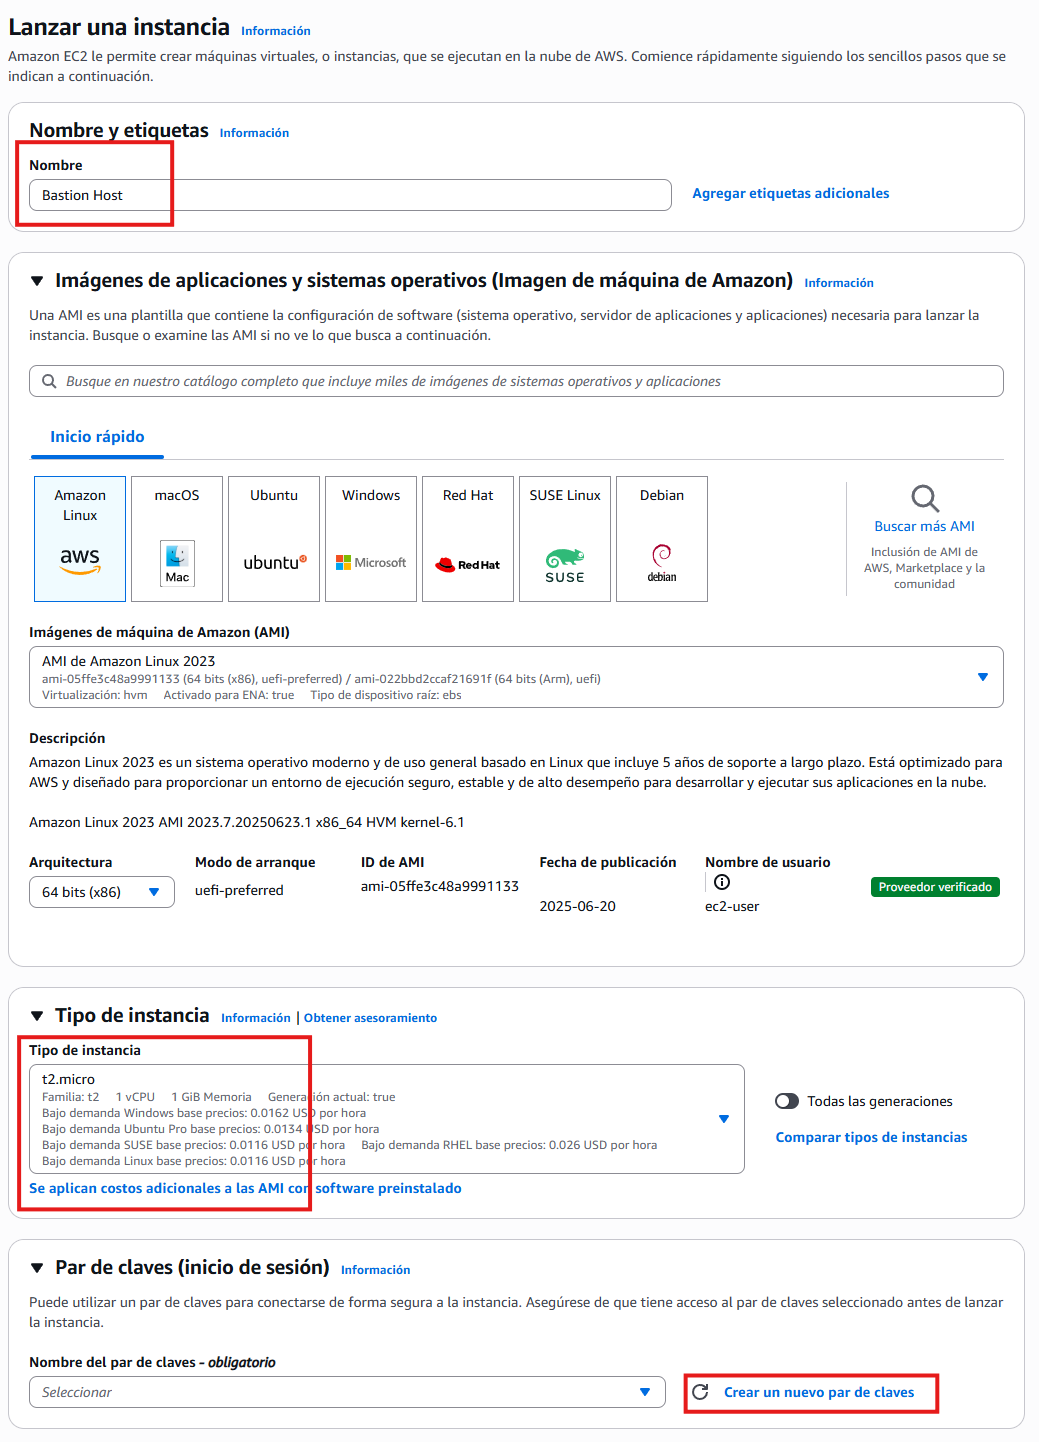 Lanzar una instancia Información
Amazon EC2 le permite crear máquinas virtuales, o instancias, que se ejecutan en la nube de AWS. Comience rápidamente siguiendo los sencillos pasos que se
indican a continuación.
Nombre y etiquetas Información
Nombre
Bastion Host
Agregar etiquetas adicionales
Imágenes de aplicaciones y sistemas operativos (Imagen de máquina de Amazon) Información
Una AMI es una plantilla que contiene la configuración de software (sistema operativo, servidor de aplicaciones y aplicaciones) necesaria para lanzar la
instancia. Busque o examine las AMI si no ve lo que busca a continuación.
Busque en nuestro catálogo completo que incluye miles de imágenes de sistemas operativos y aplicaciones
Inicio rápido
Amazon
Linux
aws
macOS
Mac
Ubuntu
ubuntu
Windows
Microsoft
Red Hat
RedHat
SUSE Linux
SUSE
Debian
debian
Buscar más AMI
Inclusión de AMI de
AWS, Marketplace y la
comunidad
Imágenes de máquina de Amazon (AMI)
AMI de Amazon Linux 2023
ami-05ffe3c48a9991133 (64 bits (x86), uefi-preferred) / ami-022bbd2ccaf21691f (64 bits (Arm), uefi)
Virtualización: hvm Activado para ENA: true Tipo de dispositivo raíz: ebs
Descripción
Amazon Linux 2023 es un sistema operativo moderno y de uso general basado en Linux que incluye 5 años de soporte a largo plazo. Está optimizado para
AWS y diseñado para proporcionar un entorno de ejecución seguro, estable y de alto desempeño para desarrollar y ejecutar sus aplicaciones en la nube.
Amazon Linux 2023 AMI 2023.7.20250623.1 x86_64 HVM kernel-6.1
Arquitectura
64 bits (x86)
Modo de arranque
uefi-preferred
ID de AMI
ami-05ffe3c48a9991133
Fecha de publicación
2025-06-20
Nombre de usuario
ec2-user
Proveedor verificado
Tipo de instancia Información | Obtener asesoramiento
Tipo de instancia
t2.micro
Familia: t2 1 vCPU 1 GiB Memoria Generación actual: true
Bajo demanda Windows base precios: 0.0162 USD por hora
Bajo demanda Ubuntu Pro base precios: 0.0134 USD por hora
Bajo demanda SUSE base precios: 0.0116 USD por hora Bajo demanda RHEL base precios: 0.026 USD por hora
Bajo demanda Linux base precios: 0.0116 USD por hora
Todas las generaciones
Comparar tipos de instancias
Se aplican costos adicionales a las AMI con software preinstalado
Par de claves (inicio de sesión) Información
Puede utilizar un par de claves para conectarse de forma segura a la instancia. Asegúrese de que tiene acceso al par de claves seleccionado antes de lanzar
la instancia.
Nombre del par de claves - obligatorio
Seleccionar
Crear un nuevo par de claves